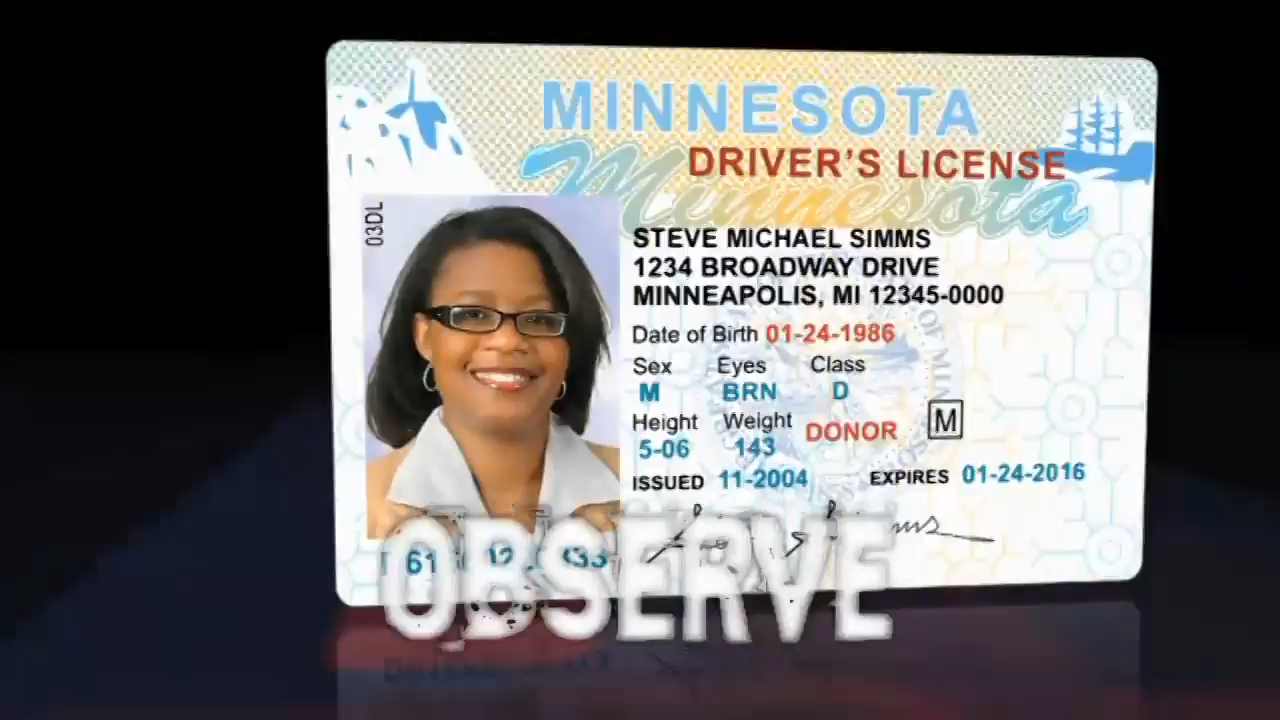 MINNESOTA
DRIVER'S LICENSE
Minnesota
03DL
STEVE MICHAEL SIMMS
1234 BROADWAY DRIVE
MINNEAPOLIS, MI 12345-0000
Date of Birth 01-24-1986
Sex Eyes Class
M BRN D
Height Weight
5-06 143 DONOR M
ISSUED 11-2004 EXPIRES 01-24-2016
OBSERVE